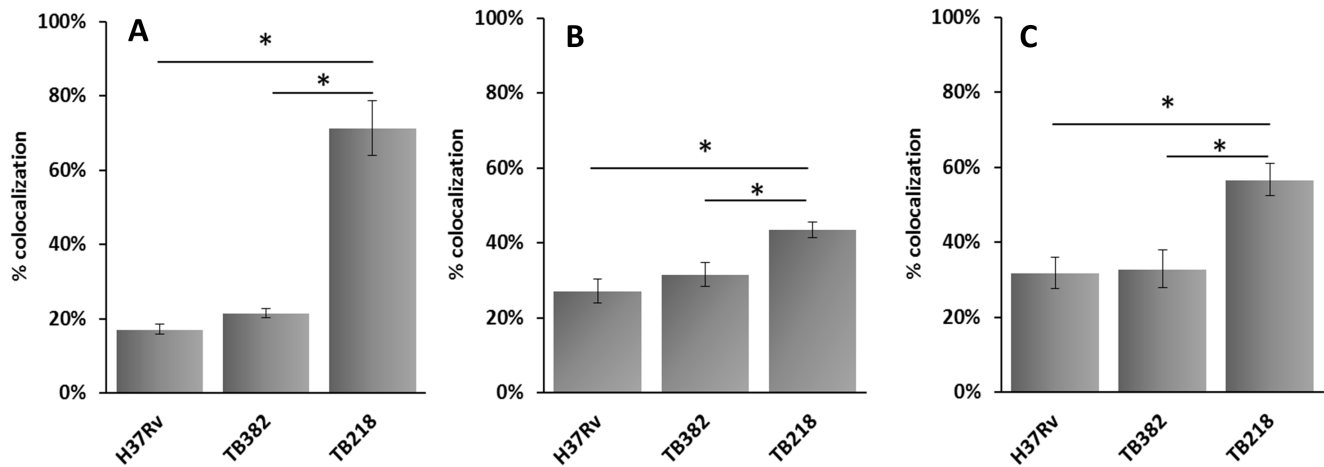 A
% colocalization
100%
80%
60%
40%
20%
0%
*
*
H37Rv
TB382
TB218
B
% colocalization
100%
80%
60%
40%
20%
0%
*
*
H37Rv
TB382
TB218
C
% colocalization
100%
80%
60%
40%
20%
0%
*
*
H37Rv
TB382
TB218